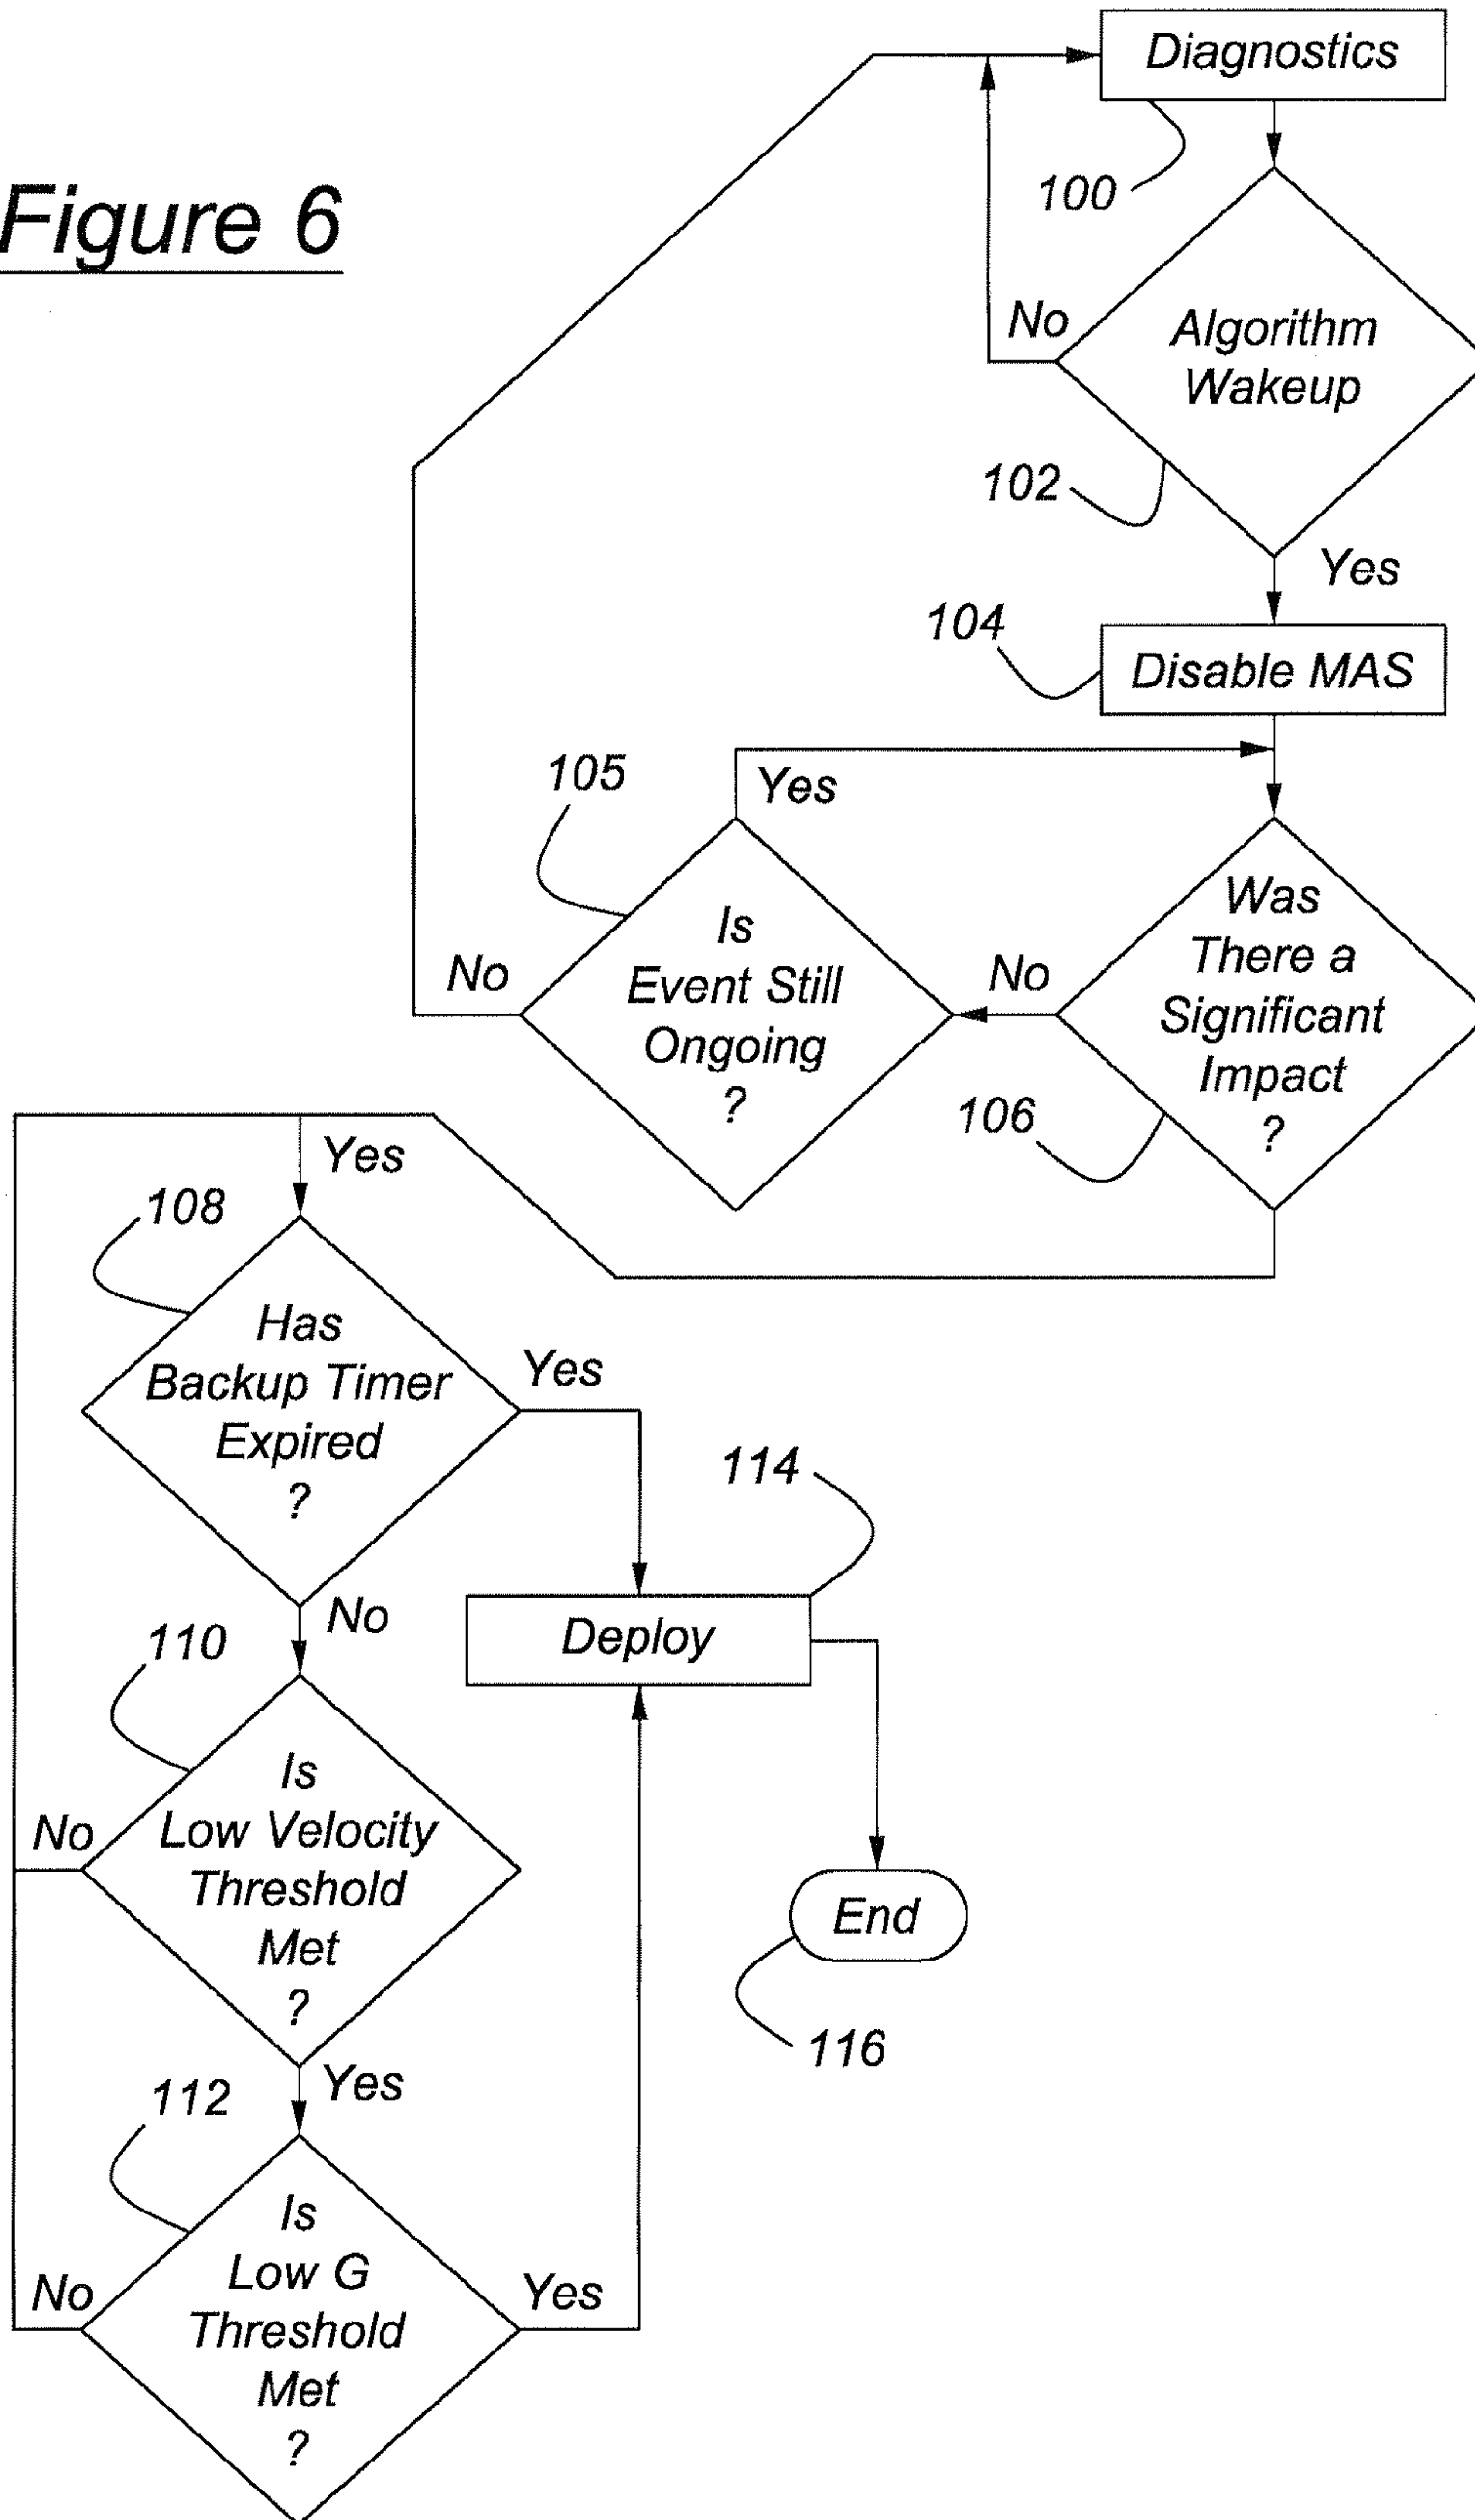 Figure 6
Diagnostics
100
No
Algorithm
Wakeup
102
Yes
104
Disable MAS
105
Yes
No
Is
Event Still
Ongoing
?
No
Was
There a
Significant
Impact
?
106
Yes
108
Has
Backup Timer
Expired
?
Yes
114
No
Deploy
110
Is
Low Velocity
Threshold
Met
?
No
End
116
Yes
112
Is
Low G
Threshold
Met
?
No
Yes